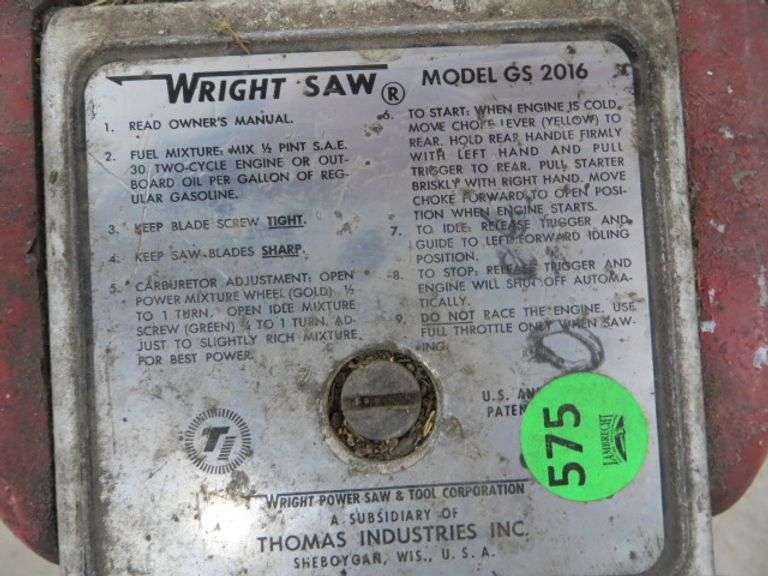 WRIGHT SAW ® MODEL GS 2016
1. READ OWNER'S MANUAL.
2. FUEL MIXTURE: MIX ½ PINT S.A.E.
30 TWO-CYCLE ENGINE OR OUT-
BOARD OIL PER GALLON OF REG-
ULAR GASOLINE.
3. KEEP BLADE SCREW TIGHT.
4. KEEP SAW-BLADES SHARP.
5. CARBURETOR ADJUSTMENT: OPEN
POWER MIXTURE WHEEL (GOLD) ½
TO 1 TURN. OPEN IDLE MIXTURE
SCREW (GREEN) ¼ TO 1 TURN. AD-
JUST TO SLIGHTLY RICH MIXTURE
FOR BEST POWER.
6. TO START: WHEN ENGINE IS COLD
MOVE CHOKE LEVER (YELLOW) TO
REAR. HOLD REAR HANDLE FIRMLY
WITH LEFT HAND AND PULL
TRIGGER TO REAR. PULL STARTER
BRISKLY WITH RIGHT HAND. MOVE
CHOKE FORWARD TO OPEN POSI-
TION WHEN ENGINE STARTS.
7. TO IDLE: RELEASE TRIGGER AND
GUIDE TO LEFT FORWARD IDLING
POSITION.
8. TO STOP: RELEASE TRIGGER AND
ENGINE WILL SHUT OFF AUTOMA-
TICALLY.
9. DO NOT RACE THE ENGINE. USE
FULL THROTTLE ONLY WHEN SAW-
ING.
U.S. AN
PATEN
575
LAMBRECHT
TI
WRIGHT POWER SAW & TOOL CORPORATION
A SUBSIDIARY OF
THOMAS INDUSTRIES INC.
SHEBOYGAN, WIS., U. S. A.